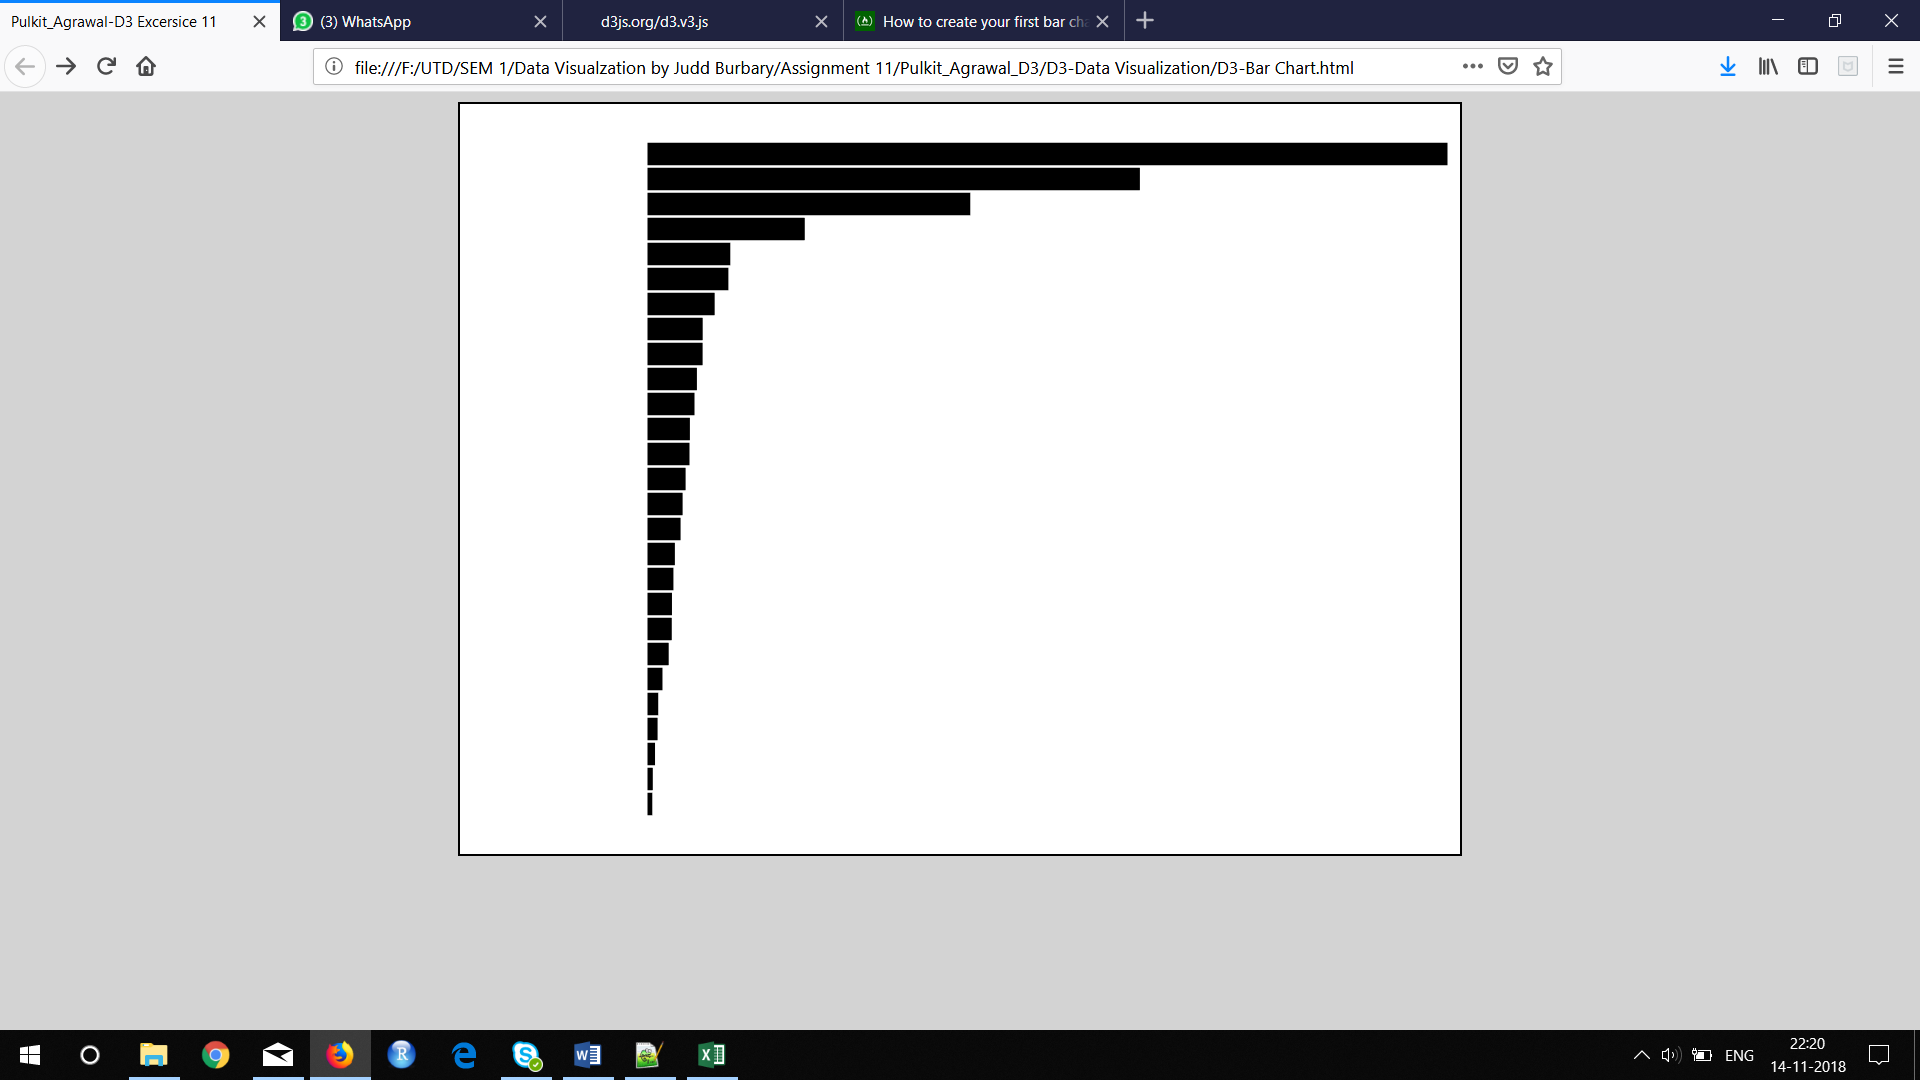 Pulkit_Agrawal-D3 Excersice 11
3
(3) WhatsApp
d3js.org/d3.v3.js
How to create your first bar cha
file:///F:/UTD/SEM 1/Data Visualzation by Judd Burbary/Assignment 11/Pulkit_Agrawal_D3/D3-Data Visualization/D3-Bar Chart.html
ENG
22:20
14-11-2018